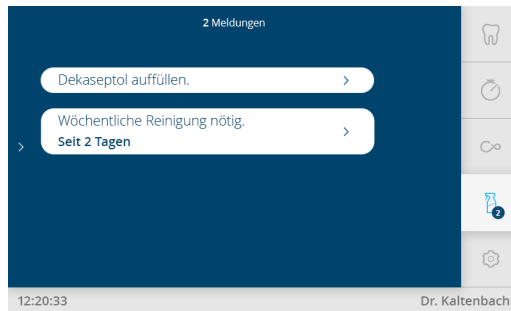 2 Meldungen
Dekaseptol auffüllen.
Wöchentliche Reinigung nötig.
Seit 2 Tagen
2
12:20:33 Dr. Kaltenbach